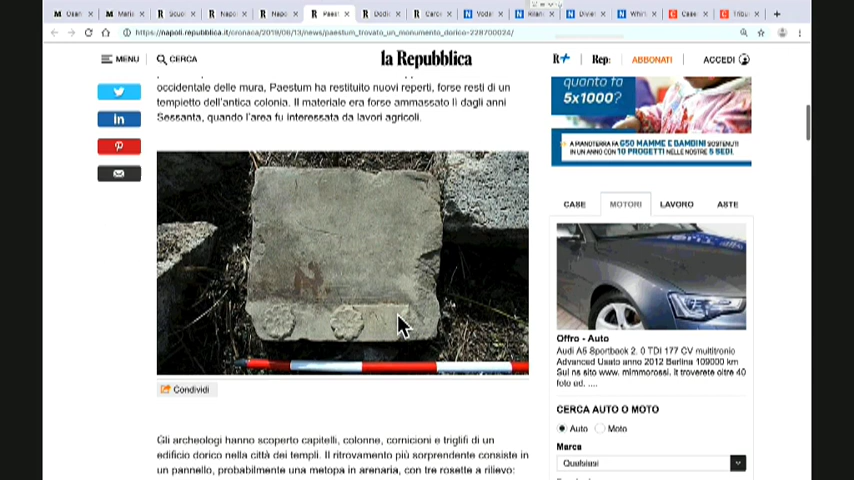 https://napoli.repubblica.it/cronaca/2019/06/13/news/paestum_trovato_un_monumento_dorico-228700024/
MENU
CERCA
la Repubblica
R+
Rep:
ABBONATI
ACCEDI
occidentale delle mura, Paestum ha restituito nuovi reperti, forse resti di un
tempietto dell'antica colonia. Il materiale era forse ammassato lì dagli anni
Sessanta, quando l'area fu interessata da lavori agricoli.
Condividi
Gli archeologi hanno scoperto capitelli, colonne, cornicioni e triglifi di un
edificio dorico nella città dei templi. Il ritrovamento più sorprendente consiste in
un pannello, probabilmente una metopa in arenaria, con tre rosette a rilievo:
quanto fa
5x1000?
A PIANOTERRA FA 650 MAMME E BAMBINI SOSTENUTI
IN UN ANNO CON 10 PROGETTI NELLE NOSTRE 5 SEDI.
CASE
MOTORI
LAVORO
ASTE
Offro - Auto
Audi A5 Sportback 2. 0 TDI 177 CV multitronic
Advanced Usato anno 2012 Berlina 109000 km
Sul ns sito www. mimmorossi. It troverete oltre 40
foto ed. ....
CERCA AUTO O MOTO
Auto
Moto
Marca
Qualsiasi